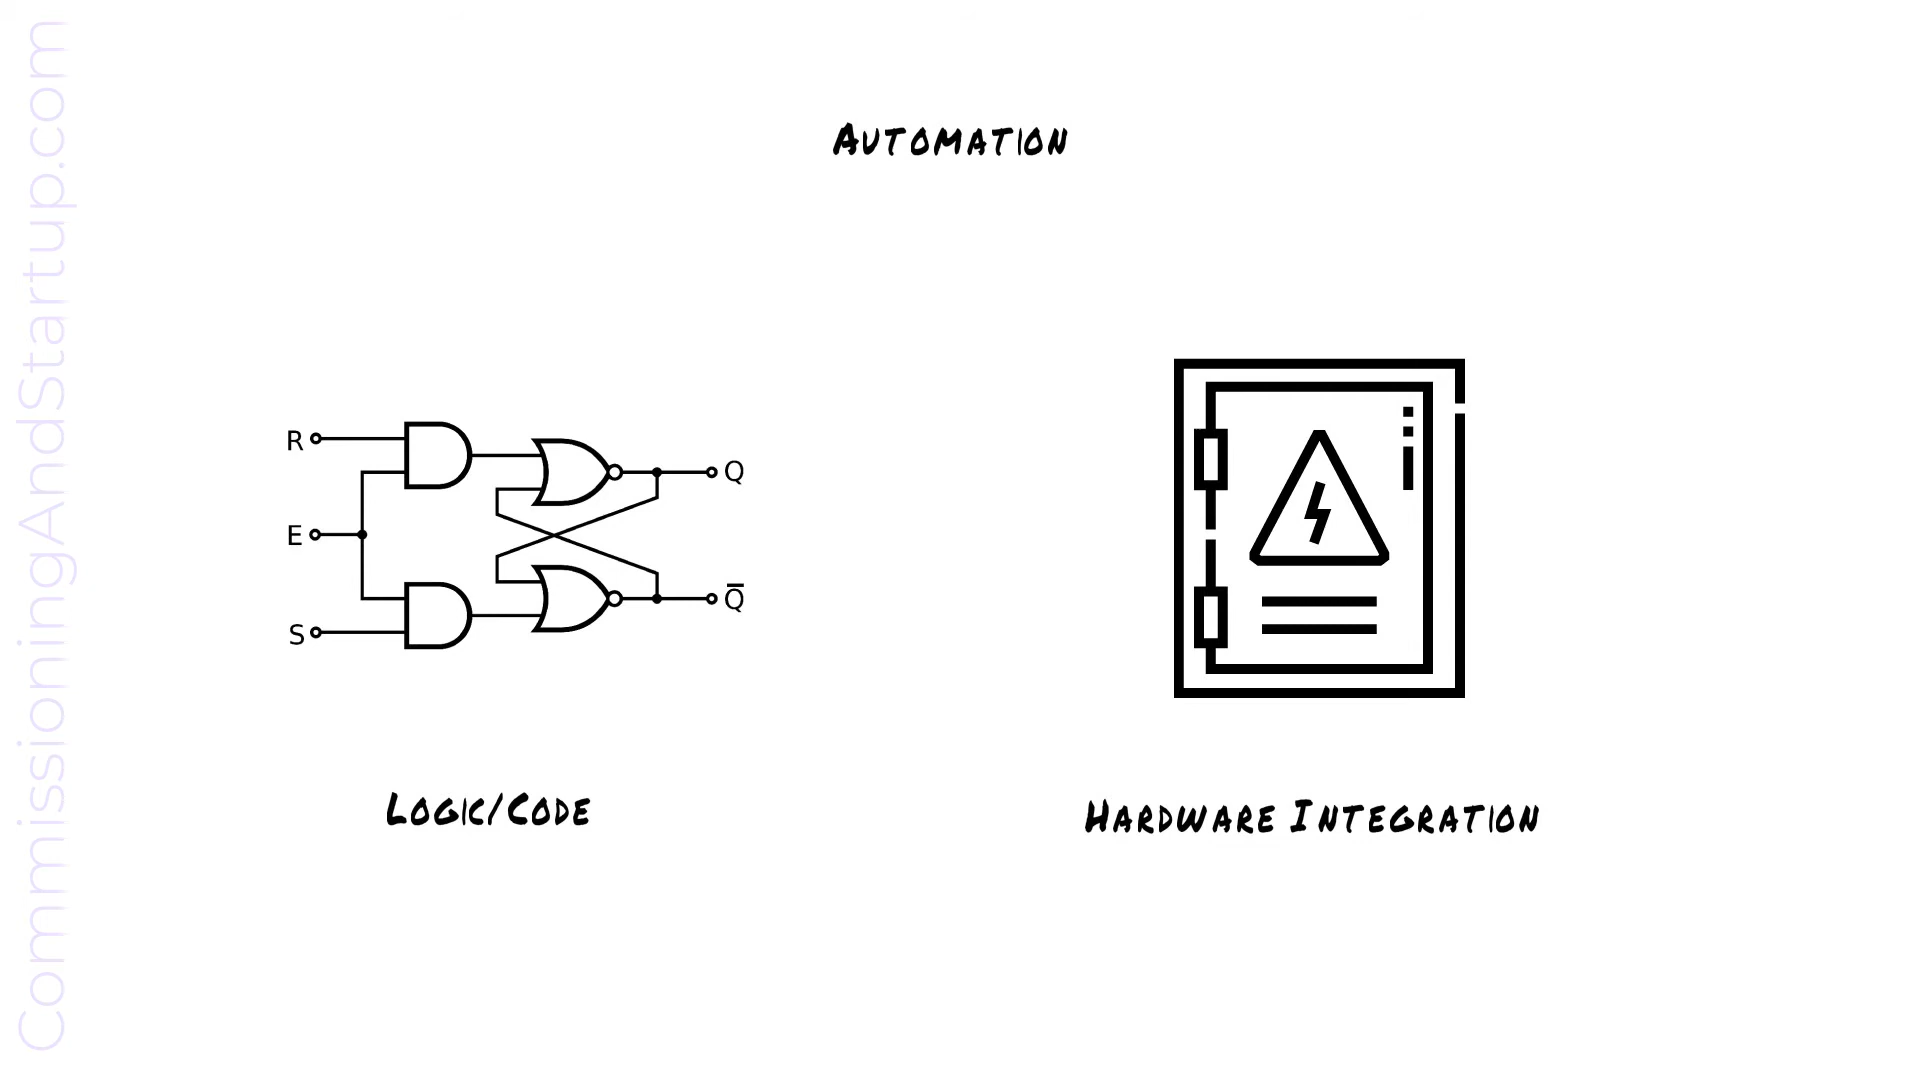 CommissioningAndStartup.com
AUTOMATION
R
E
S
Q
Q̅
LOGIC/CODE
HARDWARE INTEGRATION